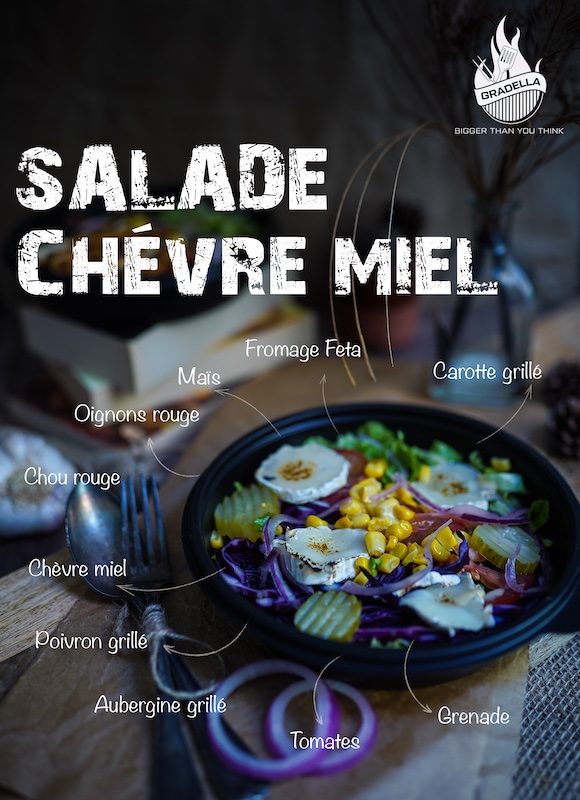 GRADELLA
BIGGER THAN YOU THINK
SALADE
CHÉVRE MIEL
Fromage Feta
Maïs
Carotte grillé
Oignons rouge
Chou rouge
Chèvre miel
Poivron grillé
Aubergine grillé
Grenade
Tomates